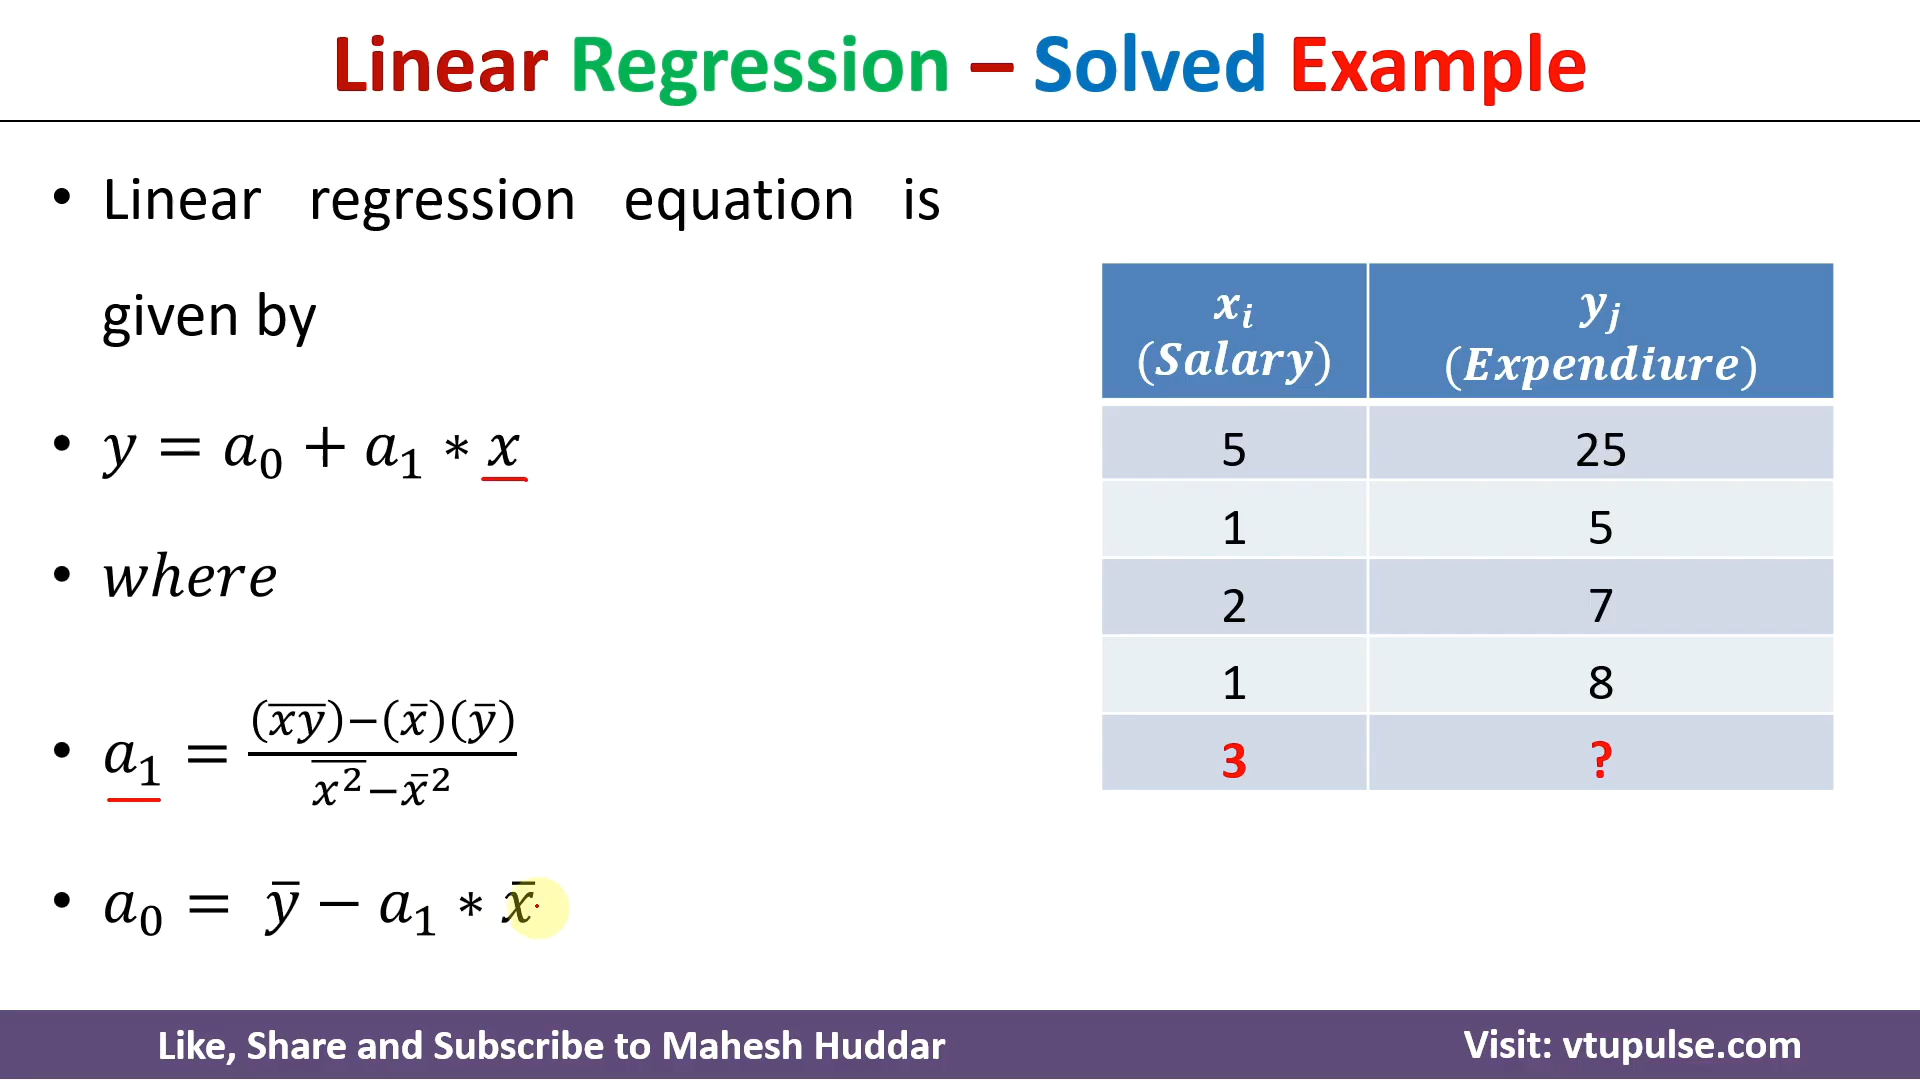 Linear Regression – Solved Example
• Linear regression equation is
given by
• y = a₀ + a₁ * x
• where
• a₁ = ((x̅y̅)−(x̄)(ȳ))/(x̅²̅−x̄²)
• a₀ = ȳ − a₁ * x̄
xᵢ (Salary) yⱼ (Expendiure)
5 25
1 5
2 7
1 8
3 ?
Like, Share and Subscribe to Mahesh Huddar
Visit: vtupulse.com